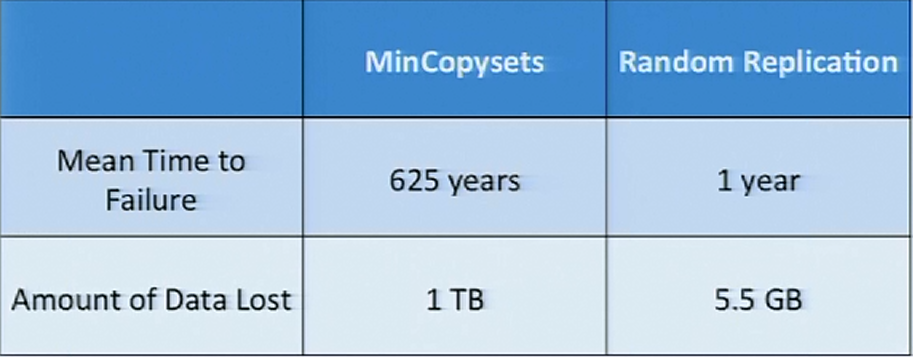 MinCopysets Random Replication
Mean Time to
Failure
625 years
1 year
Amount of Data Lost
1 TB
5.5 GB